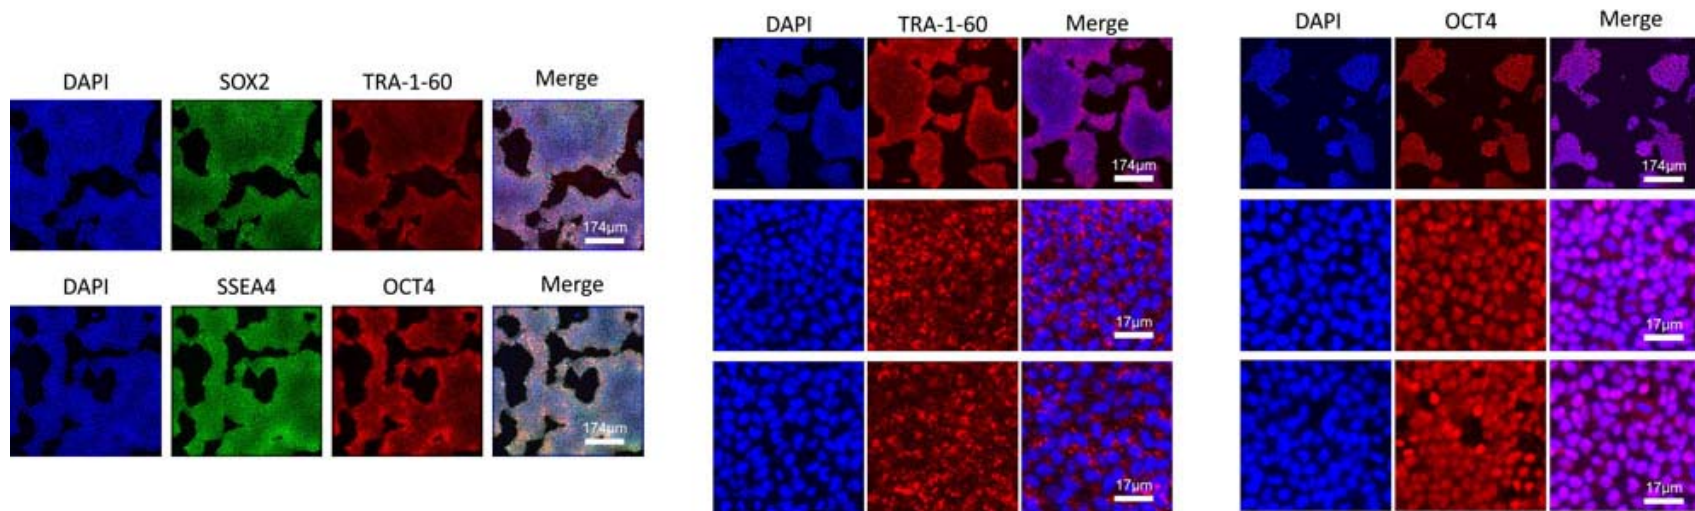 DAPI SOX2 TRA-1-60 Merge
174µm
DAPI SSEA4 OCT4 Merge
174µm
DAPI TRA-1-60 Merge
174µm
17µm
17µm
DAPI OCT4 Merge
174µm
17µm
17µm